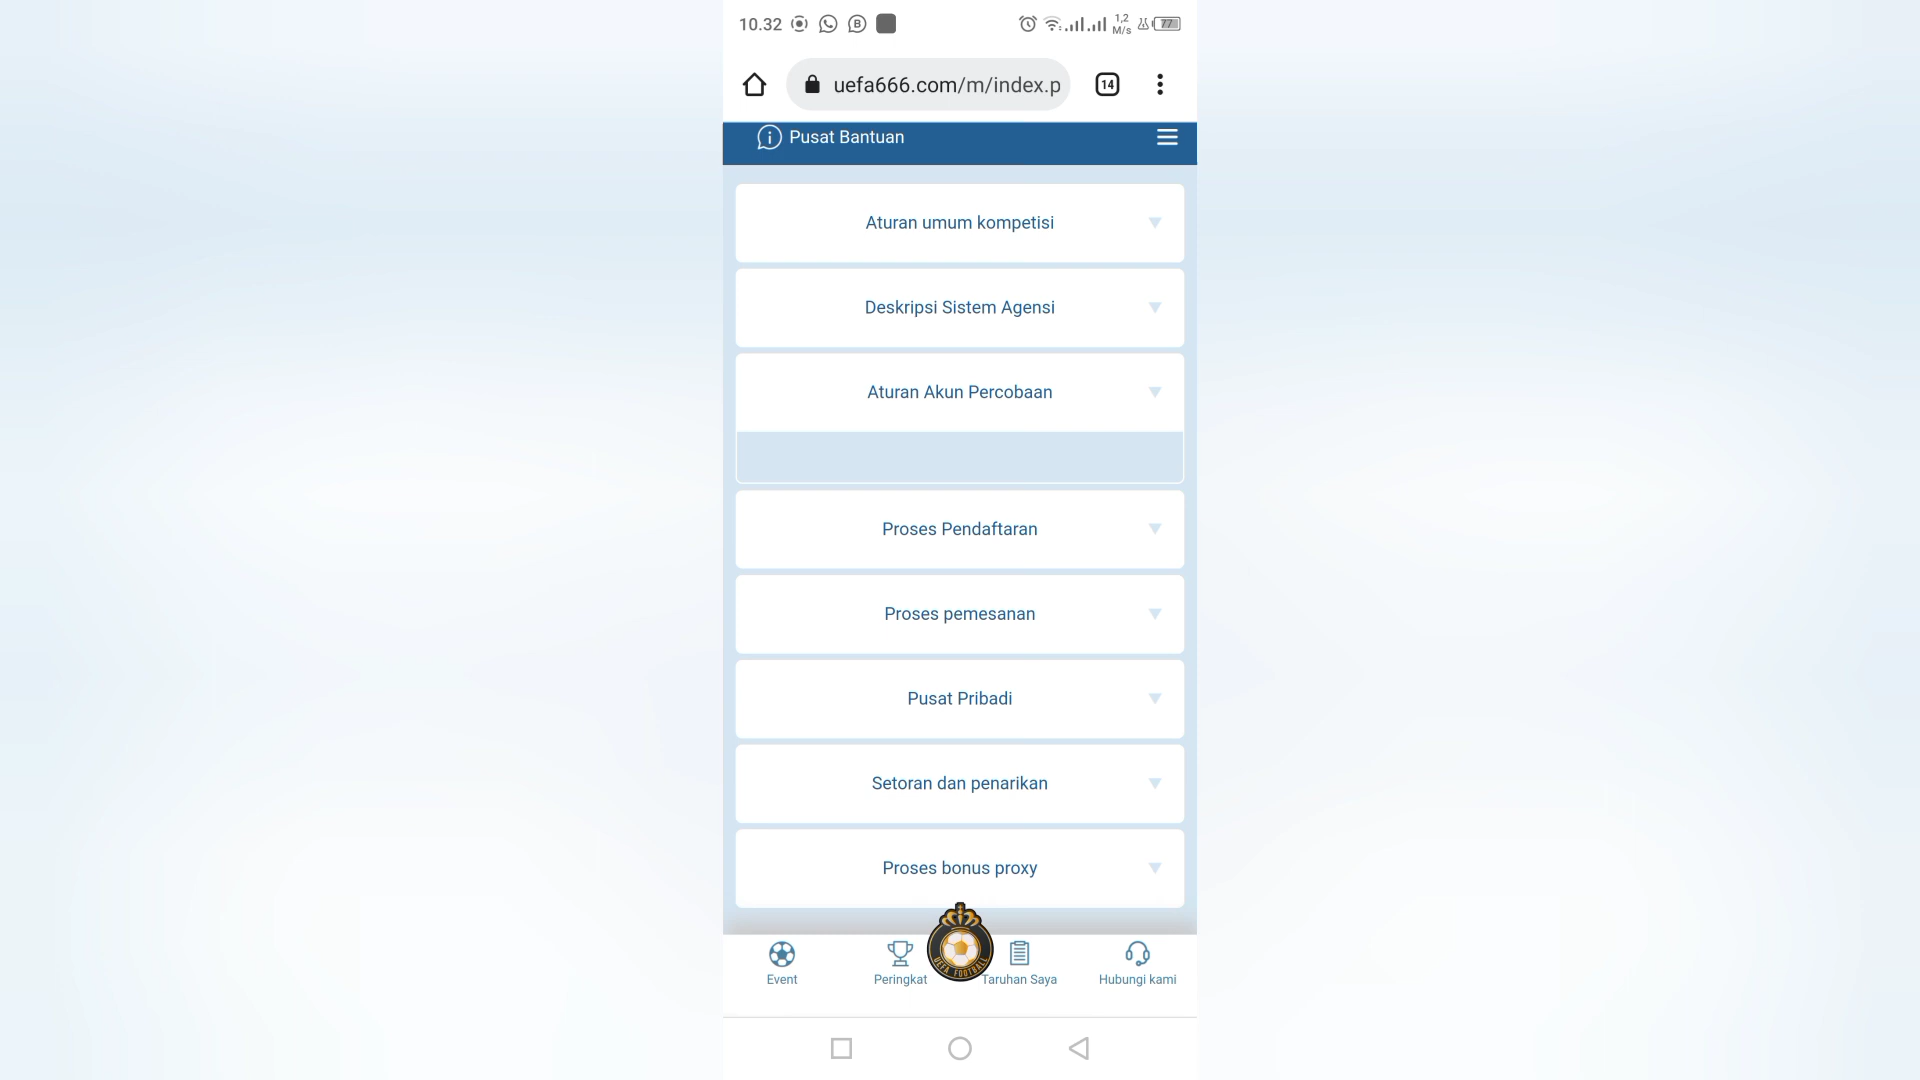 10.32
1,2
M/s
77
uefa666.com/m/index.p
14
Pusat Bantuan
Aturan umum kompetisi
Deskripsi Sistem Agensi
Aturan Akun Percobaan
Proses Pendaftaran
Proses pemesanan
Pusat Pribadi
Setoran dan penarikan
Proses bonus proxy
UEFA FOOTBALL
Event
Peringkat
Taruhan Saya
Hubungi kami